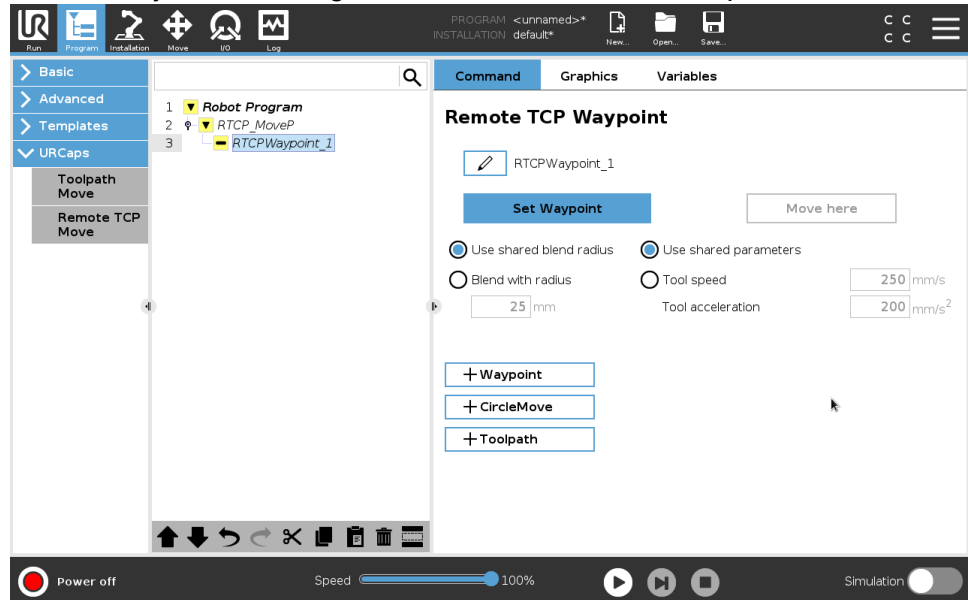 UR
PROGRAM <unnamed>*
INSTALLATION default*
Run Program Installation Move I/O Log New... Open... Save...
C C
C C
Basic
Advanced
Templates
URCaps
Toolpath
Move
Remote TCP
Move
1 Robot Program
2 RTCP_MoveP
3 RTCPWaypoint_1
Command Graphics Variables
Remote TCP Waypoint
RTCPWaypoint_1
Set Waypoint Move here
Use shared blend radius Use shared parameters
Blend with radius Tool speed 250 mm/s
25 mm Tool acceleration 200 mm/s²
+ Waypoint
+ CircleMove
+ Toolpath
Power off Speed 100% Simulation